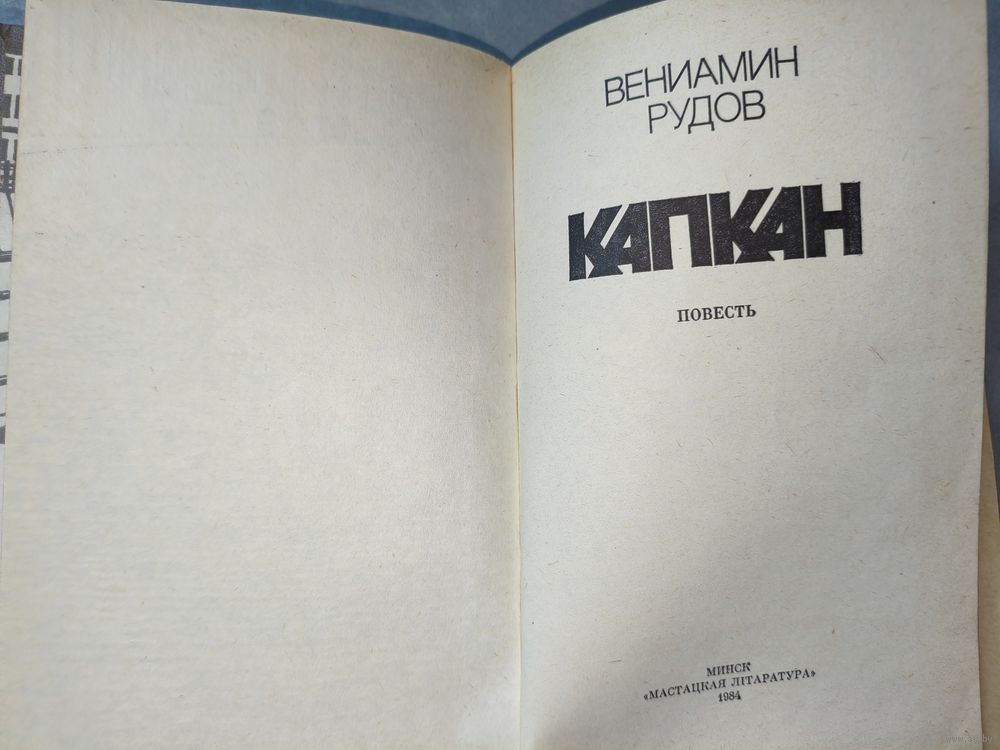 ВЕНИАМИН
РУДОВ
КАПКАН
ПОВЕСТЬ
МИНСК
«МАСТАЦКАЯ ЛІТАРАТУРА»
1984